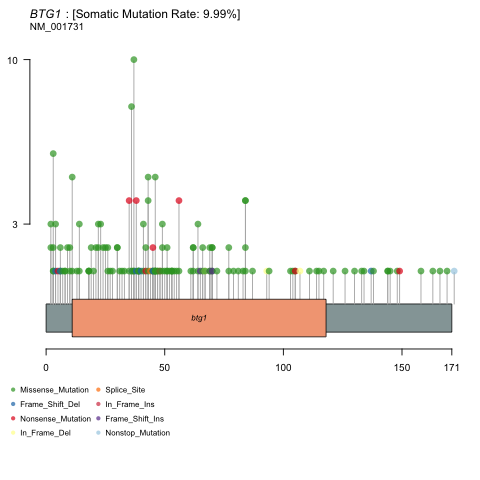 BTG1 : [Somatic Mutation Rate: 9.99%]
NM_001731
10
3
btg1
0 50 100 150 171
Missense_Mutation Splice_Site
Frame_Shift_Del In_Frame_Ins
Nonsense_Mutation Frame_Shift_Ins
In_Frame_Del Nonstop_Mutation